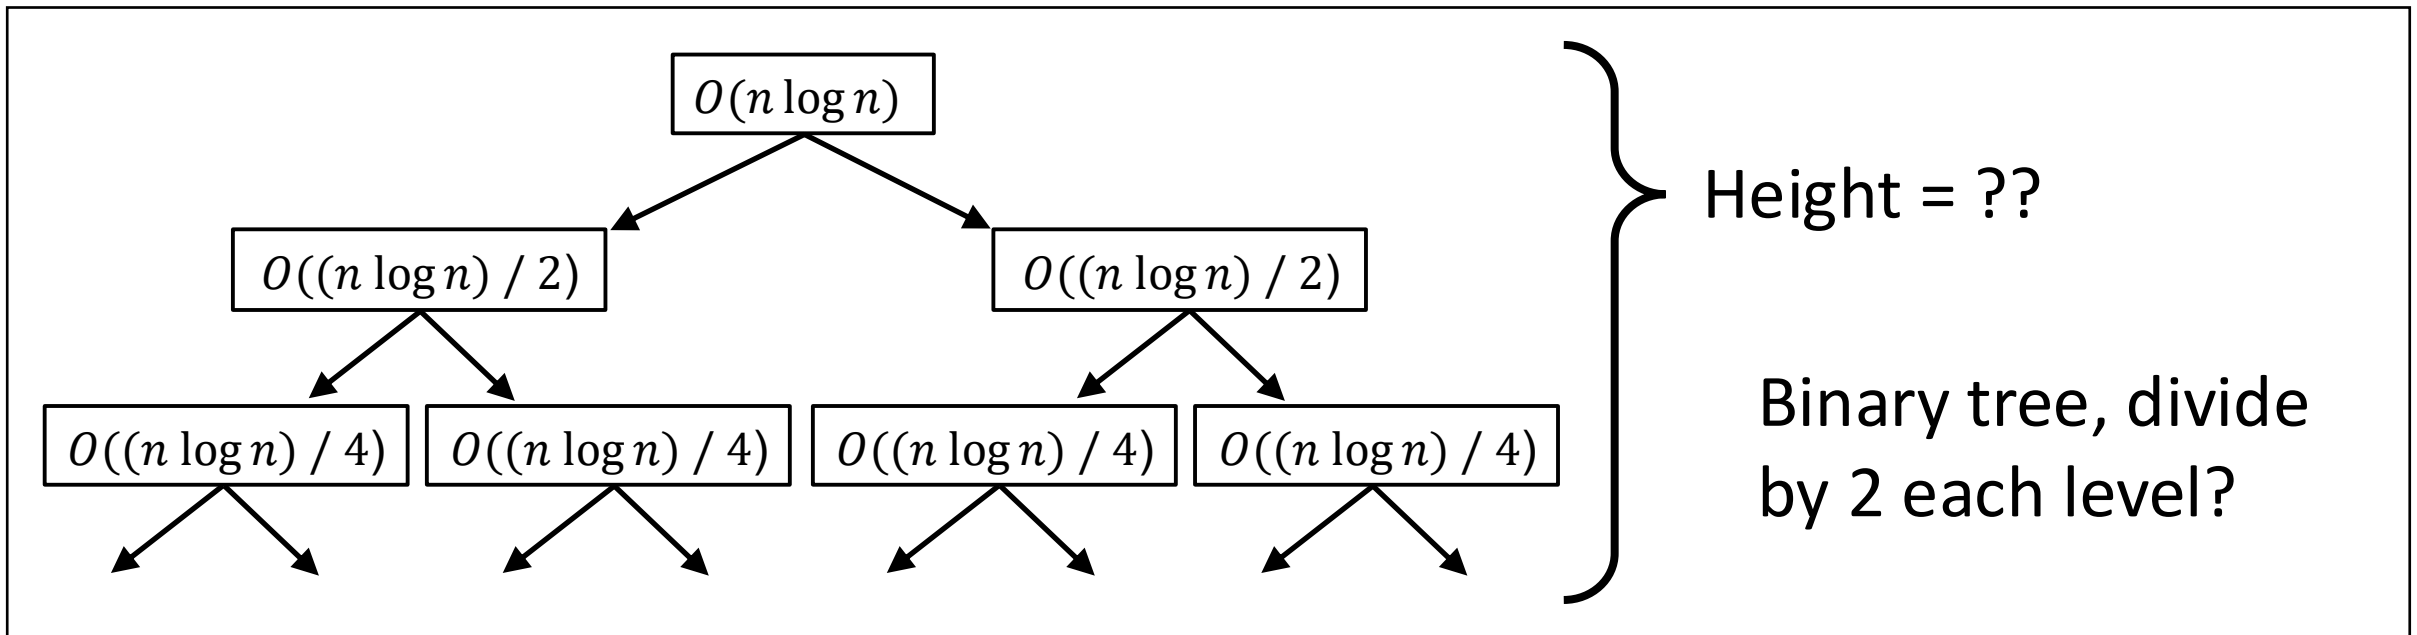 O(n log n)
Height = ??
O((n log n) / 2)
O((n log n) / 2)
Binary tree, divide
by 2 each level?
O((n log n) / 4)
O((n log n) / 4)
O((n log n) / 4)
O((n log n) / 4)